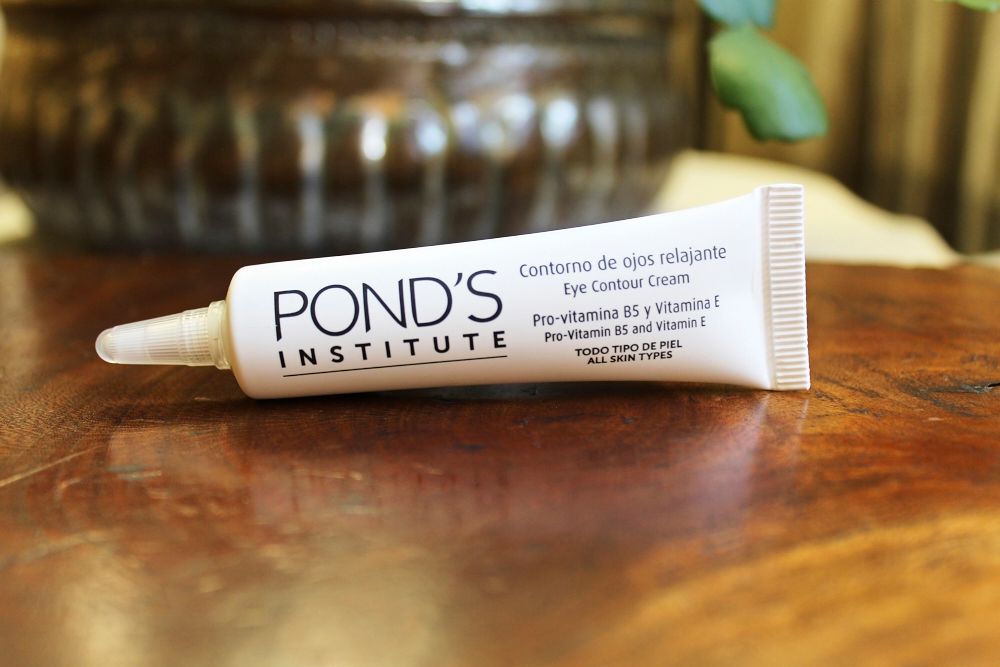 POND'S
INSTITUTE
Contorno de ojos relajante
Eye Contour Cream
Pro-vitamina B5 y Vitamina E
Pro-Vitamin B5 and Vitamin E
TODO TIPO DE PIEL
ALL SKIN TYPES